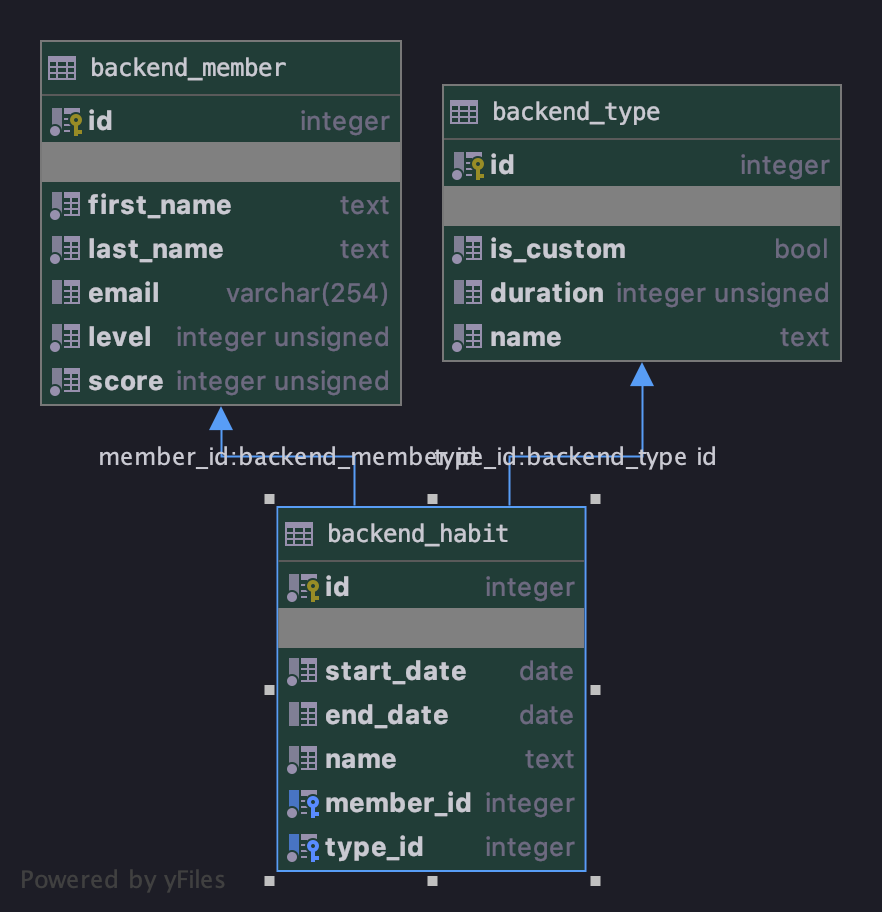 backend_member
id integer
first_name text
last_name text
email varchar(254)
level integer unsigned
score integer unsigned
backend_type
id integer
is_custom bool
duration integer unsigned
name text
member_id:backend_member id
type_id:backend_type id
backend_habit
id integer
start_date date
end_date date
name text
member_id integer
type_id integer
Powered by yFiles